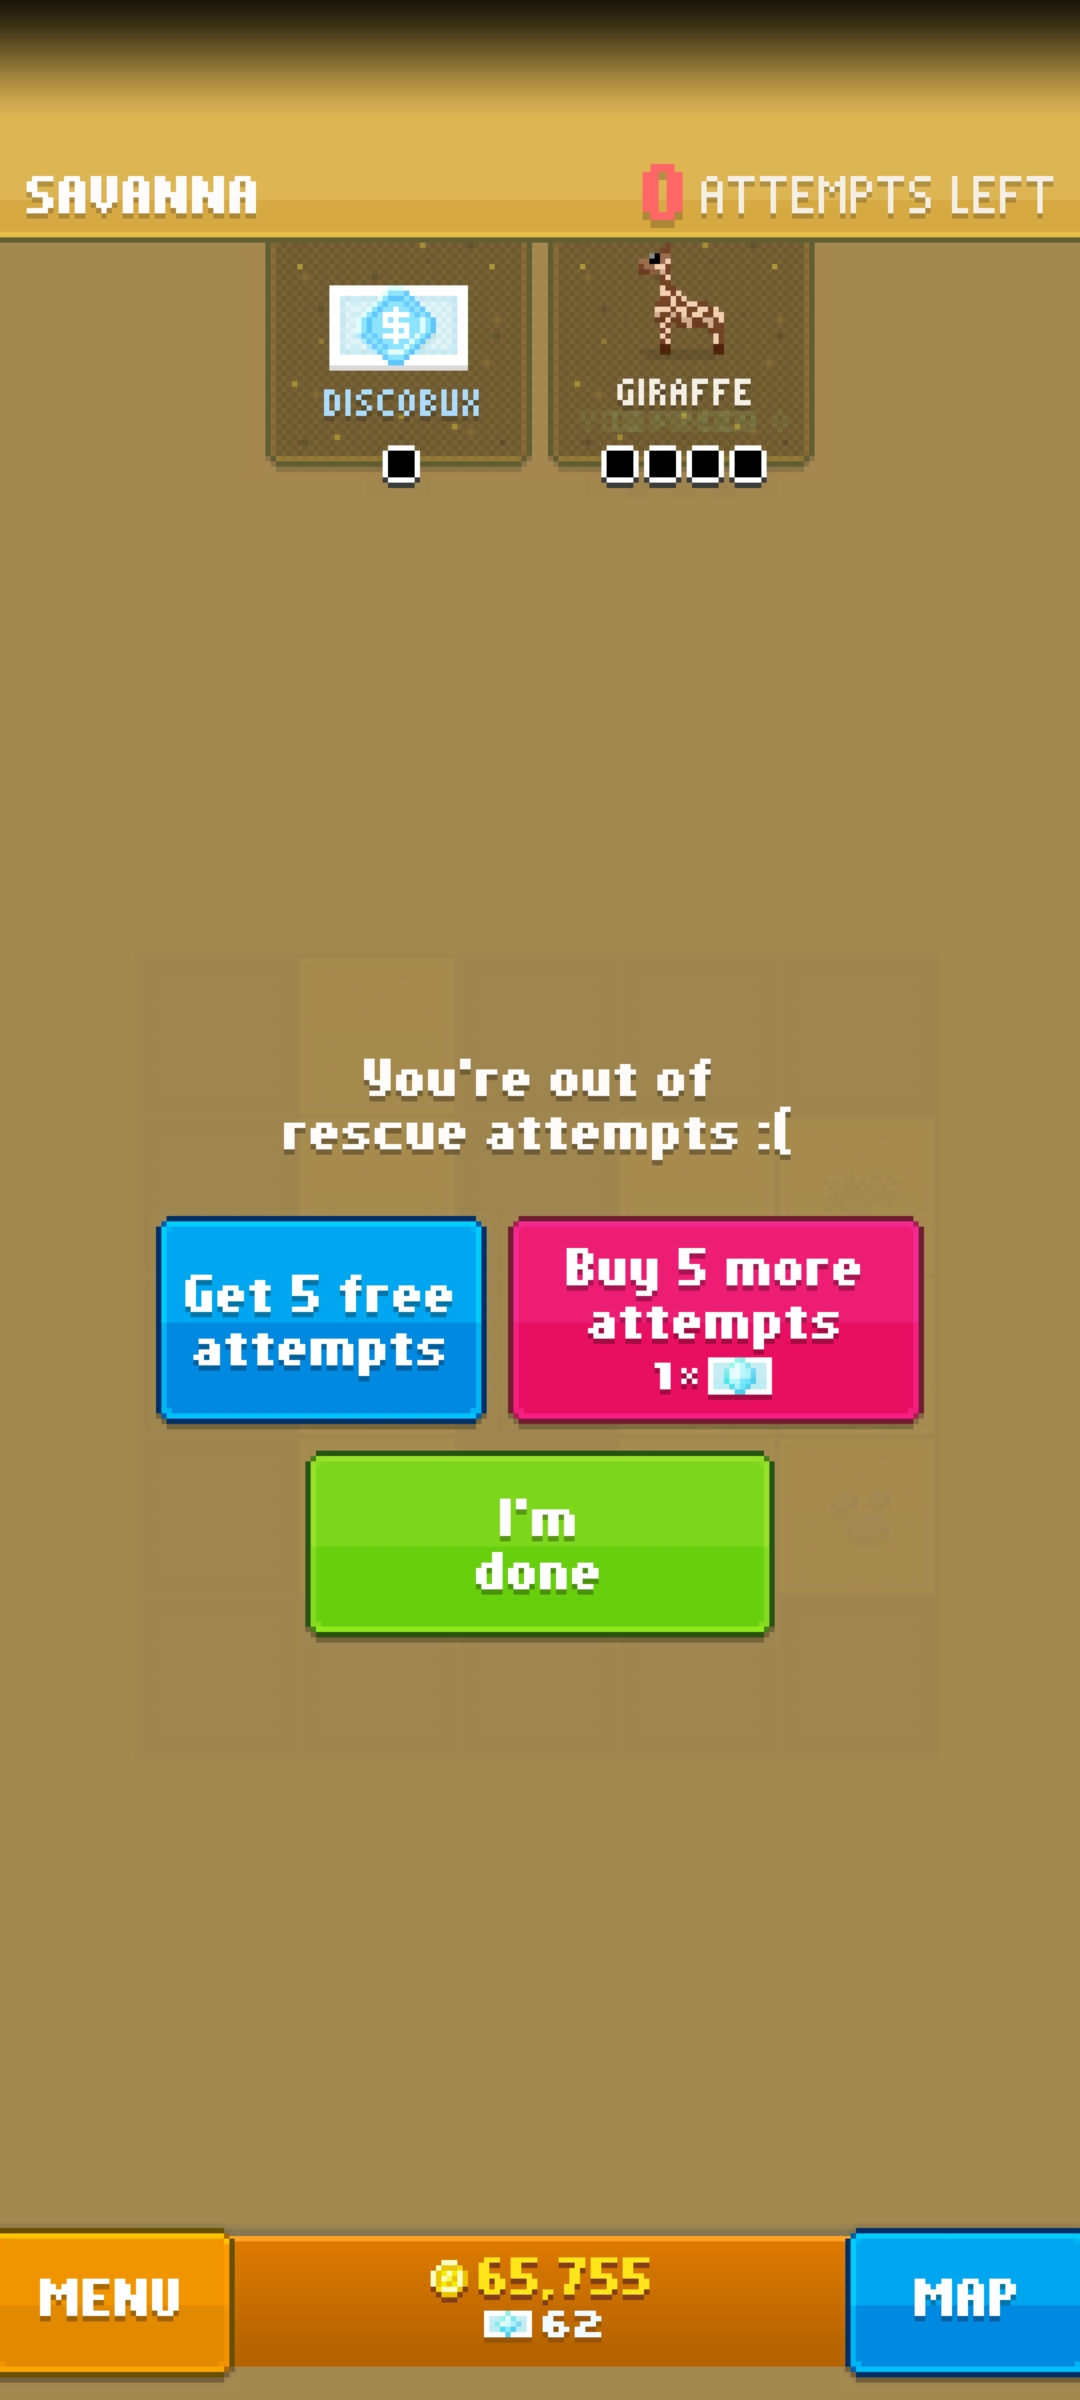 SAVANNA
0 ATTEMPTS LEFT
$
DISCOBUX
GIRAFFE
You're out of
rescue attempts :(
Get 5 free
attempts
Buy 5 more
attempts
1×
I'm
done
MENU
65,755
62
MAP